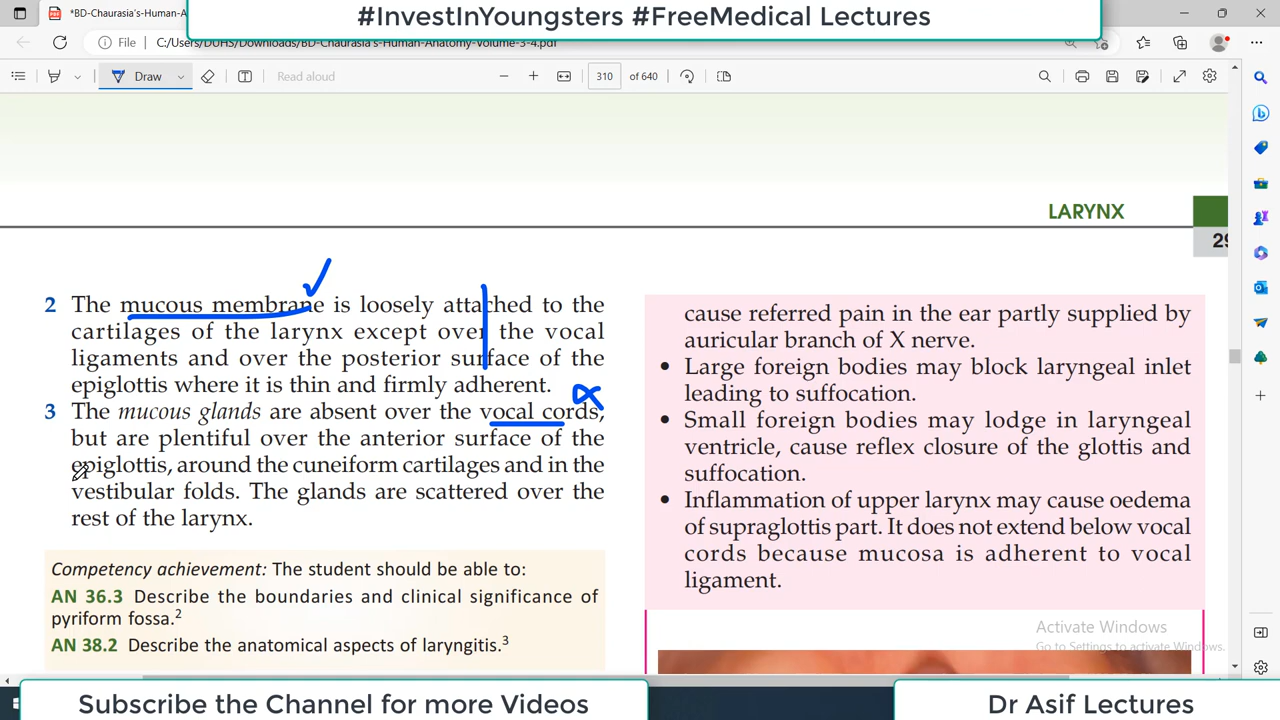 #InvestInYoungsters #FreeMedical Lectures
*BD-Chaurasia's-Human-A
File
C:/Users/DUHS/Downloads/BD-Chaurasia's-Human-Anatomy-Volume-3-4.pdf
Draw
Read aloud
310 of 640
LARYNX
2 The mucous membrane is loosely attached to the
cartilages of the larynx except over the vocal
ligaments and over the posterior surface of the
epiglottis where it is thin and firmly adherent.
3 The mucous glands are absent over the vocal cords,
but are plentiful over the anterior surface of the
epiglottis, around the cuneiform cartilages and in the
vestibular folds. The glands are scattered over the
rest of the larynx.
Competency achievement: The student should be able to:
AN 36.3 Describe the boundaries and clinical significance of
pyriform fossa.²
AN 38.2 Describe the anatomical aspects of laryngitis.³
cause referred pain in the ear partly supplied by
auricular branch of X nerve.
• Large foreign bodies may block laryngeal inlet
leading to suffocation.
• Small foreign bodies may lodge in laryngeal
ventricle, cause reflex closure of the glottis and
suffocation.
• Inflammation of upper larynx may cause oedema
of supraglottis part. It does not extend below vocal
cords because mucosa is adherent to vocal
ligament.
Activate Windows
Go to Settings to activate Windows.
Subscribe the Channel for more Videos
Dr Asif Lectures